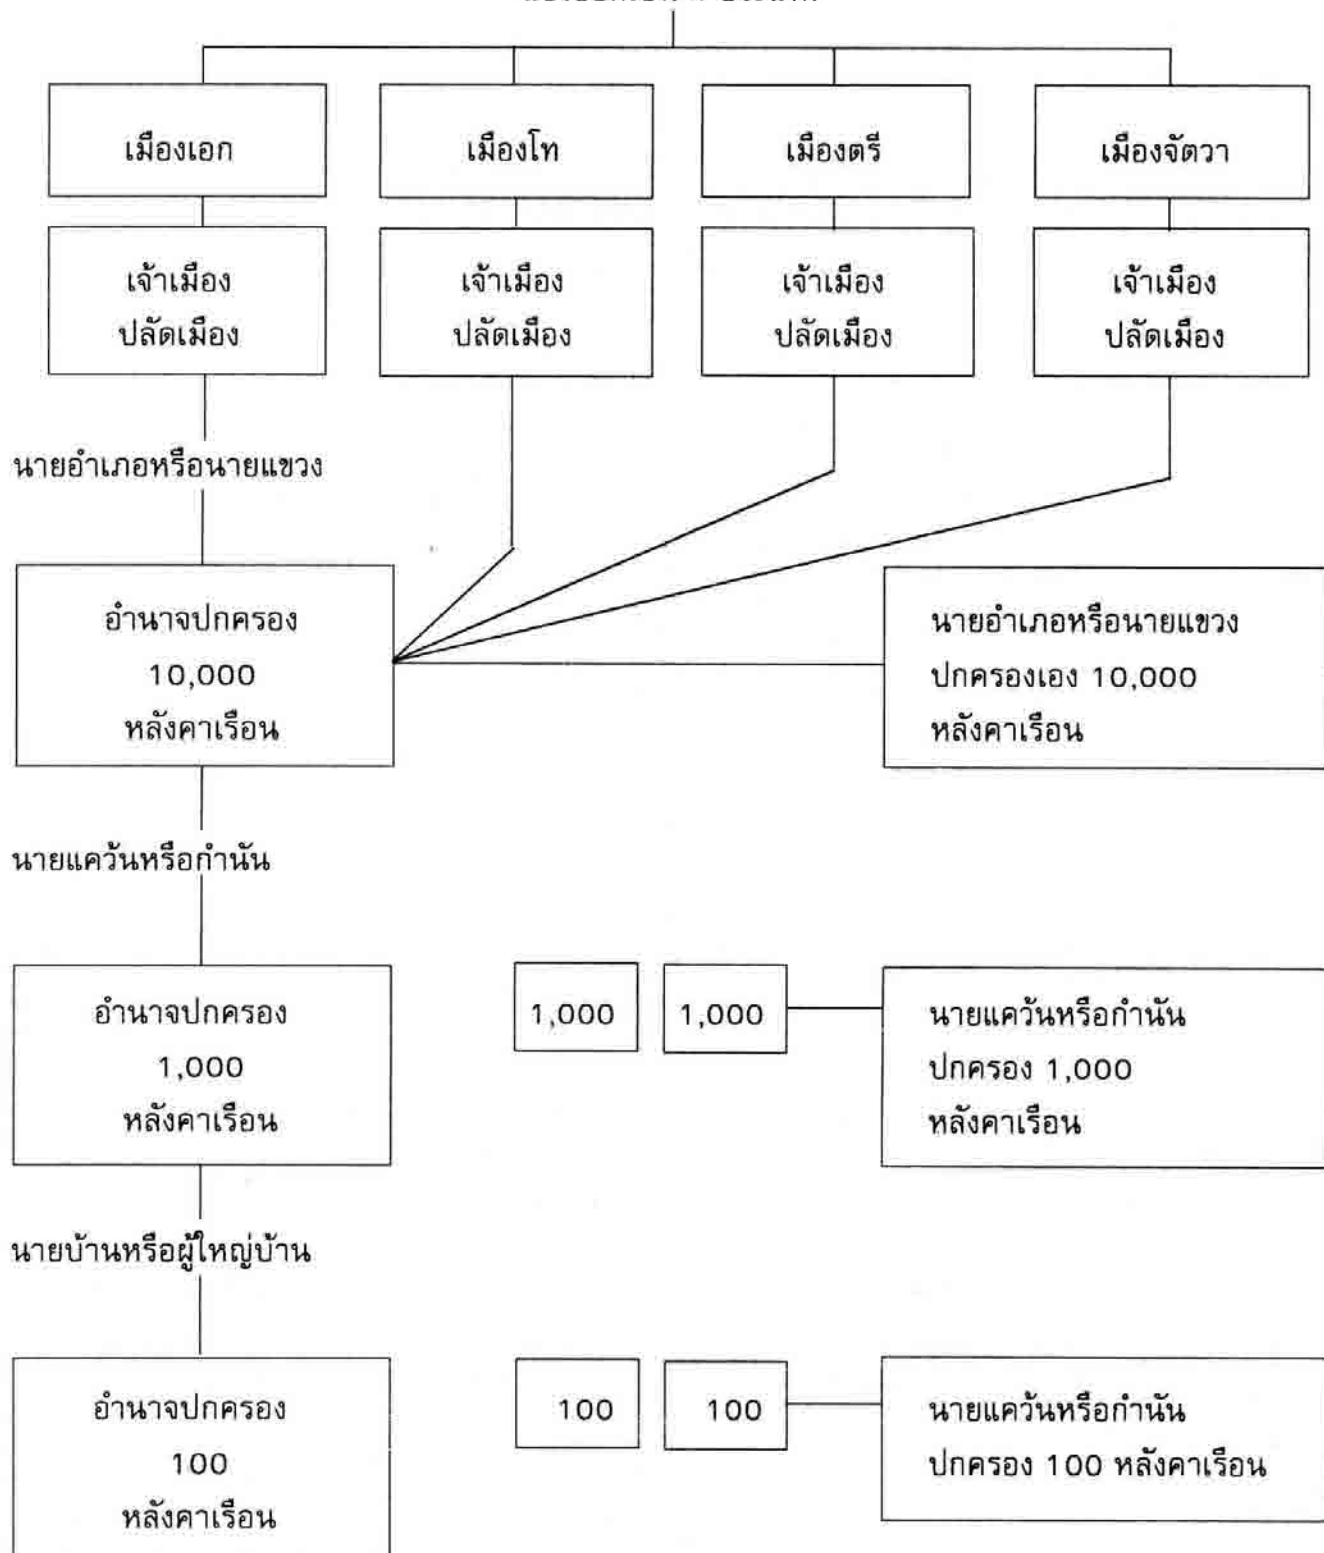 เมืองเอก
เมืองโท
เมืองตรี
เมืองจัตวา
เจ้าเมือง
ปลัดเมือง
เจ้าเมือง
ปลัดเมือง
เจ้าเมือง
ปลัดเมือง
เจ้าเมือง
ปลัดเมือง
นายอำเภอหรือนายแขวง
อำนาจปกครอง
10,000
หลังคาเรือน
นายอำเภอหรือนายแขวง
ปกครองเอง 10,000
หลังคาเรือน
นายแคว้นหรือกำนัน
อำนาจปกครอง
1,000
หลังคาเรือน
1,000
1,000
นายแคว้นหรือกำนัน
ปกครอง 1,000
หลังคาเรือน
นายบ้านหรือผู้ใหญ่บ้าน
อำนาจปกครอง
100
หลังคาเรือน
100
100
นายแคว้นหรือกำนัน
ปกครอง 100 หลังคาเรือน